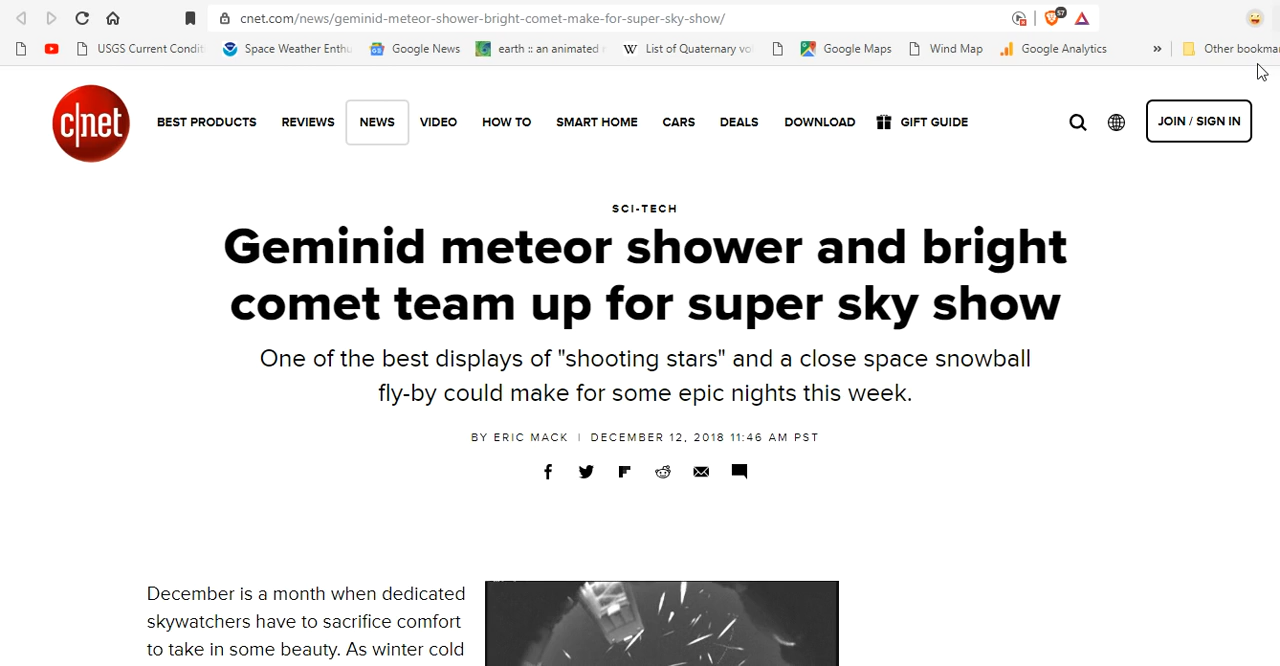 cnet.com/news/geminid-meteor-shower-bright-comet-make-for-super-sky-show/
57
USGS Current Conditi Space Weather Enthu Google News earth :: an animated List of Quaternary vo Google Maps Wind Map Google Analytics » Other bookma
c|net BEST PRODUCTS REVIEWS NEWS VIDEO HOW TO SMART HOME CARS DEALS DOWNLOAD GIFT GUIDE JOIN / SIGN IN
SCI-TECH
Geminid meteor shower and bright
comet team up for super sky show
One of the best displays of "shooting stars" and a close space snowball
fly-by could make for some epic nights this week.
BY ERIC MACK | DECEMBER 12, 2018 11:46 AM PST
December is a month when dedicated
skywatchers have to sacrifice comfort
to take in some beauty. As winter cold